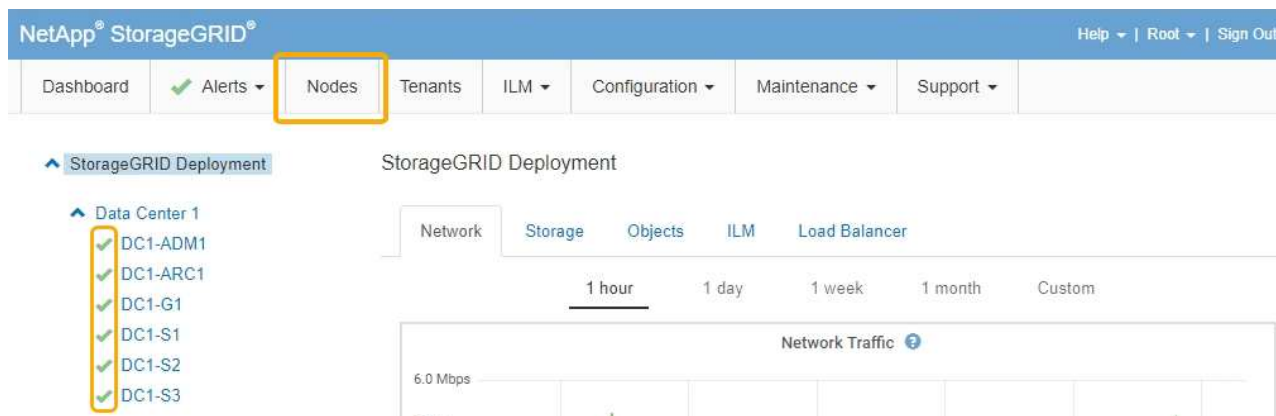 NetApp® StorageGRID® Help | Root | Sign Out
Dashboard Alerts Nodes Tenants ILM Configuration Maintenance Support
StorageGRID Deployment
Data Center 1
DC1-ADM1
DC1-ARC1
DC1-G1
DC1-S1
DC1-S2
DC1-S3
StorageGRID Deployment
Network Storage Objects ILM Load Balancer
1 hour 1 day 1 week 1 month Custom
Network Traffic ?
6.0 Mbps